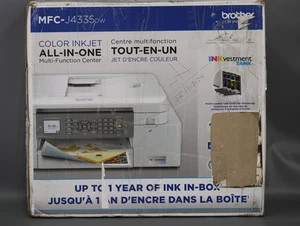 MFC-J4335DW
brother
COLOR INKJET
ALL-IN-ONE
Multi-Function Center
Centre multifonction
TOUT-EN-UN
JET D'ENCRE COULEUR
INKvestment
TANK
UP TO 1 YEAR OF INK IN-BOX
JUSQU'À 1 AN D'ENCRE DANS LA BOÎTE